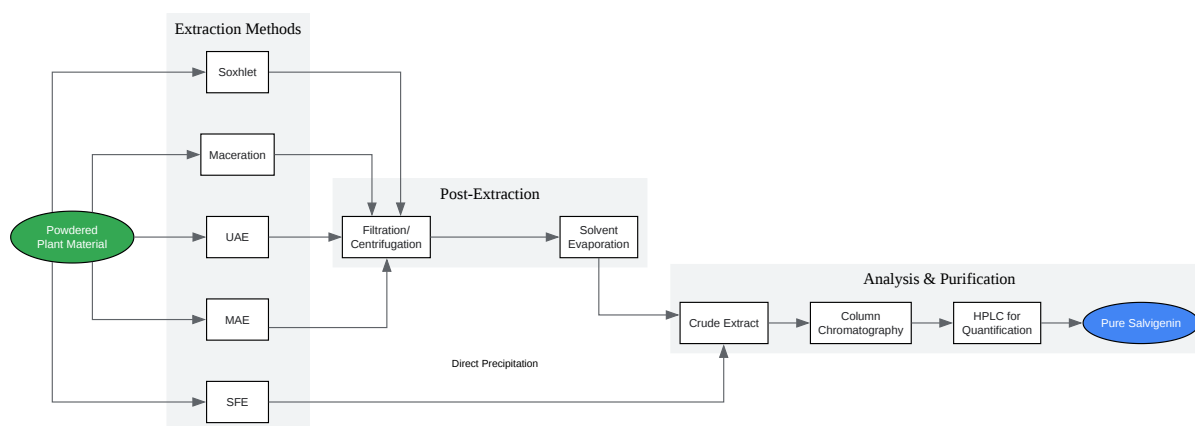 Extraction Methods
Soxhlet
Maceration
Post-Extraction
Powdered
Plant Material
UAE
Filtration/
Centrifugation
Solvent
Evaporation
Analysis & Purification
MAE
Crude Extract
Column
Chromatography
HPLC for
Quantification
Pure Salvigenin
Direct Precipitation
SFE